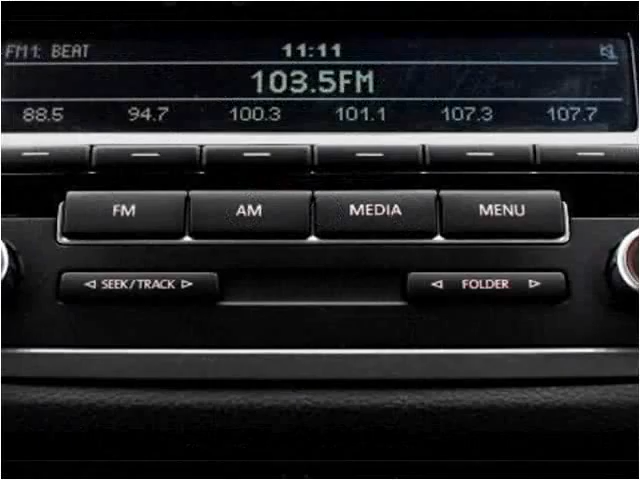 FM1: BEAT 11:11
103.5FM
88.5 94.7 100.3 101.1 107.3 107.7
FM AM MEDIA MENU
◁ SEEK/TRACK ▷ ◁ FOLDER ▷